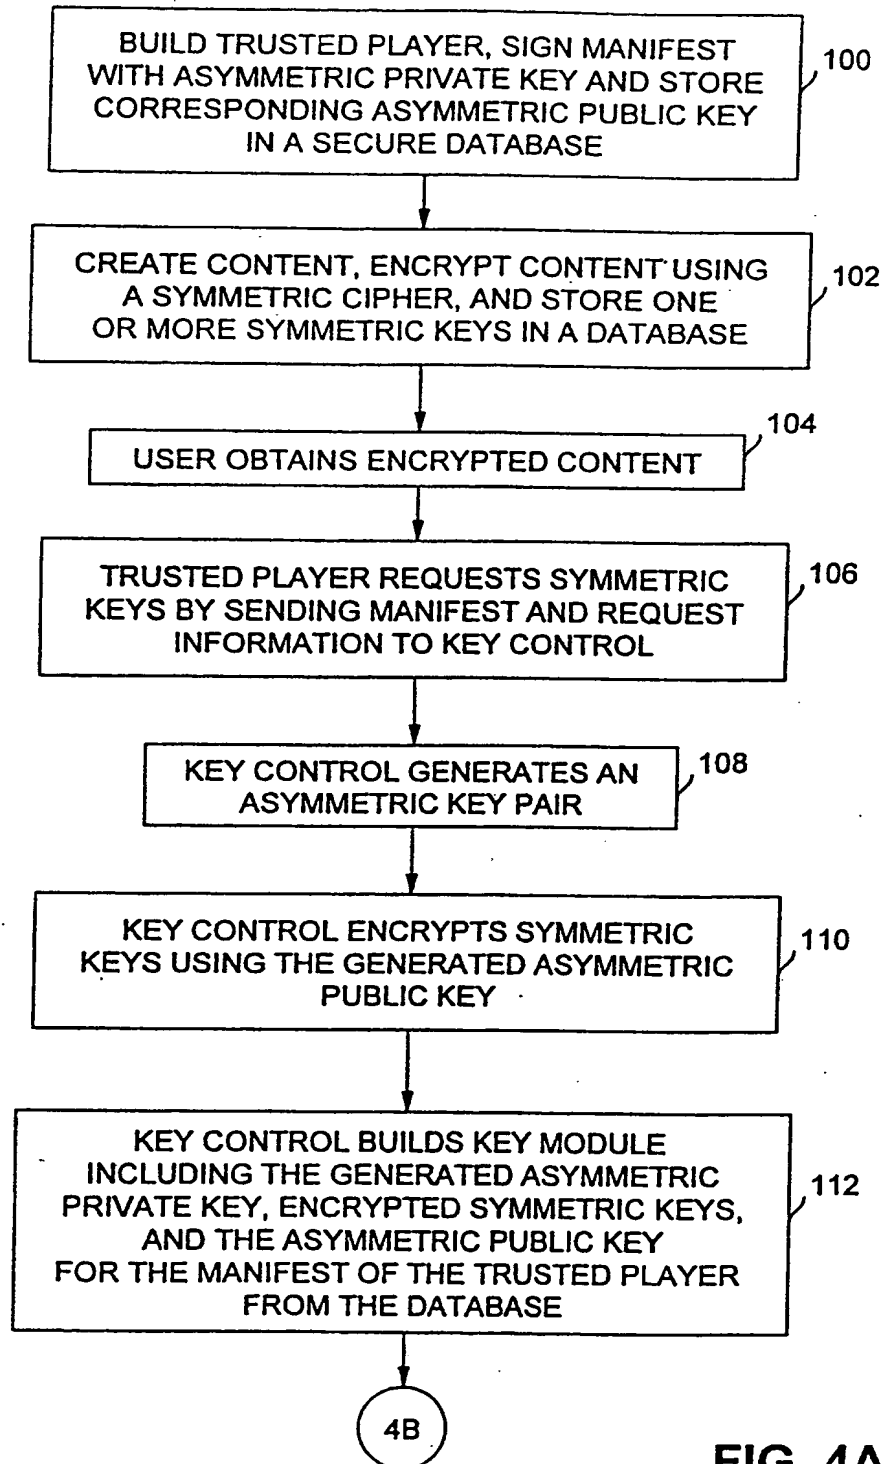 BUILD TRUSTED PLAYER, SIGN MANIFEST
WITH ASYMMETRIC PRIVATE KEY AND STORE
CORRESPONDING ASYMMETRIC PUBLIC KEY
IN A SECURE DATABASE
100
CREATE CONTENT, ENCRYPT CONTENT USING
A SYMMETRIC CIPHER, AND STORE ONE
OR MORE SYMMETRIC KEYS IN A DATABASE
102
USER OBTAINS ENCRYPTED CONTENT
104
TRUSTED PLAYER REQUESTS SYMMETRIC
KEYS BY SENDING MANIFEST AND REQUEST
INFORMATION TO KEY CONTROL
106
KEY CONTROL GENERATES AN
ASYMMETRIC KEY PAIR
108
KEY CONTROL ENCRYPTS SYMMETRIC
KEYS USING THE GENERATED ASYMMETRIC
PUBLIC KEY
110
KEY CONTROL BUILDS KEY MODULE
INCLUDING THE GENERATED ASYMMETRIC
PRIVATE KEY, ENCRYPTED SYMMETRIC KEYS,
AND THE ASYMMETRIC PUBLIC KEY
FOR THE MANIFEST OF THE TRUSTED PLAYER
FROM THE DATABASE
112
4B
FIG. 4A